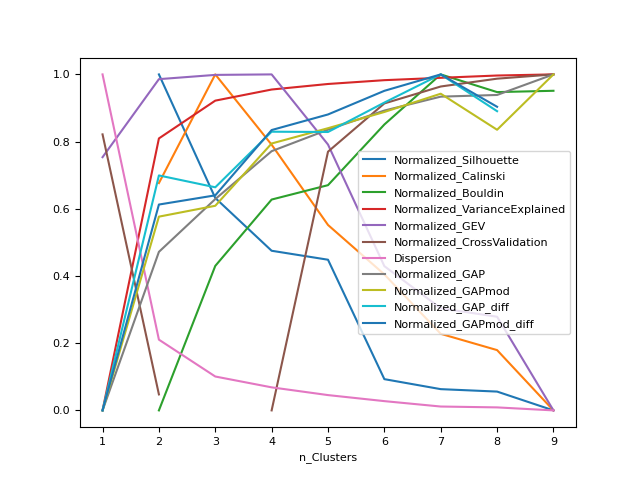 1.0
0.8
0.6
0.4
0.2
0.0
Normalized_Silhouette
Normalized_Calinski
Normalized_Bouldin
Normalized_VarianceExplained
Normalized_GEV
Normalized_CrossValidation
Dispersion
Normalized_GAP
Normalized_GAPmod
Normalized_GAP_diff
Normalized_GAPmod_diff
1 2 3 4 5 6 7 8 9
n_Clusters